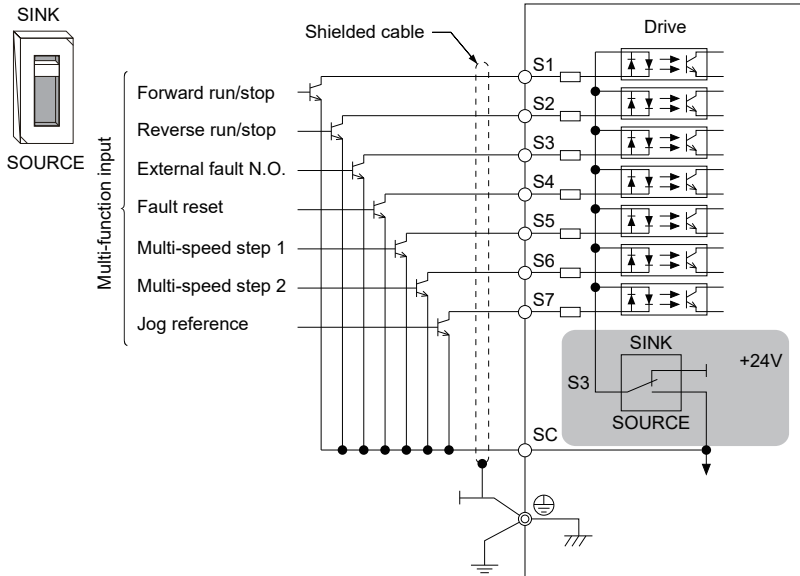 SINK
SOURCE
Shielded cable
Drive
Multi-function input
Forward run/stop
Reverse run/stop
External fault N.O.
Fault reset
Multi-speed step 1
Multi-speed step 2
Jog reference
S1
S2
S3
S4
S5
S6
S7
SINK
+24V
S3
SOURCE
SC